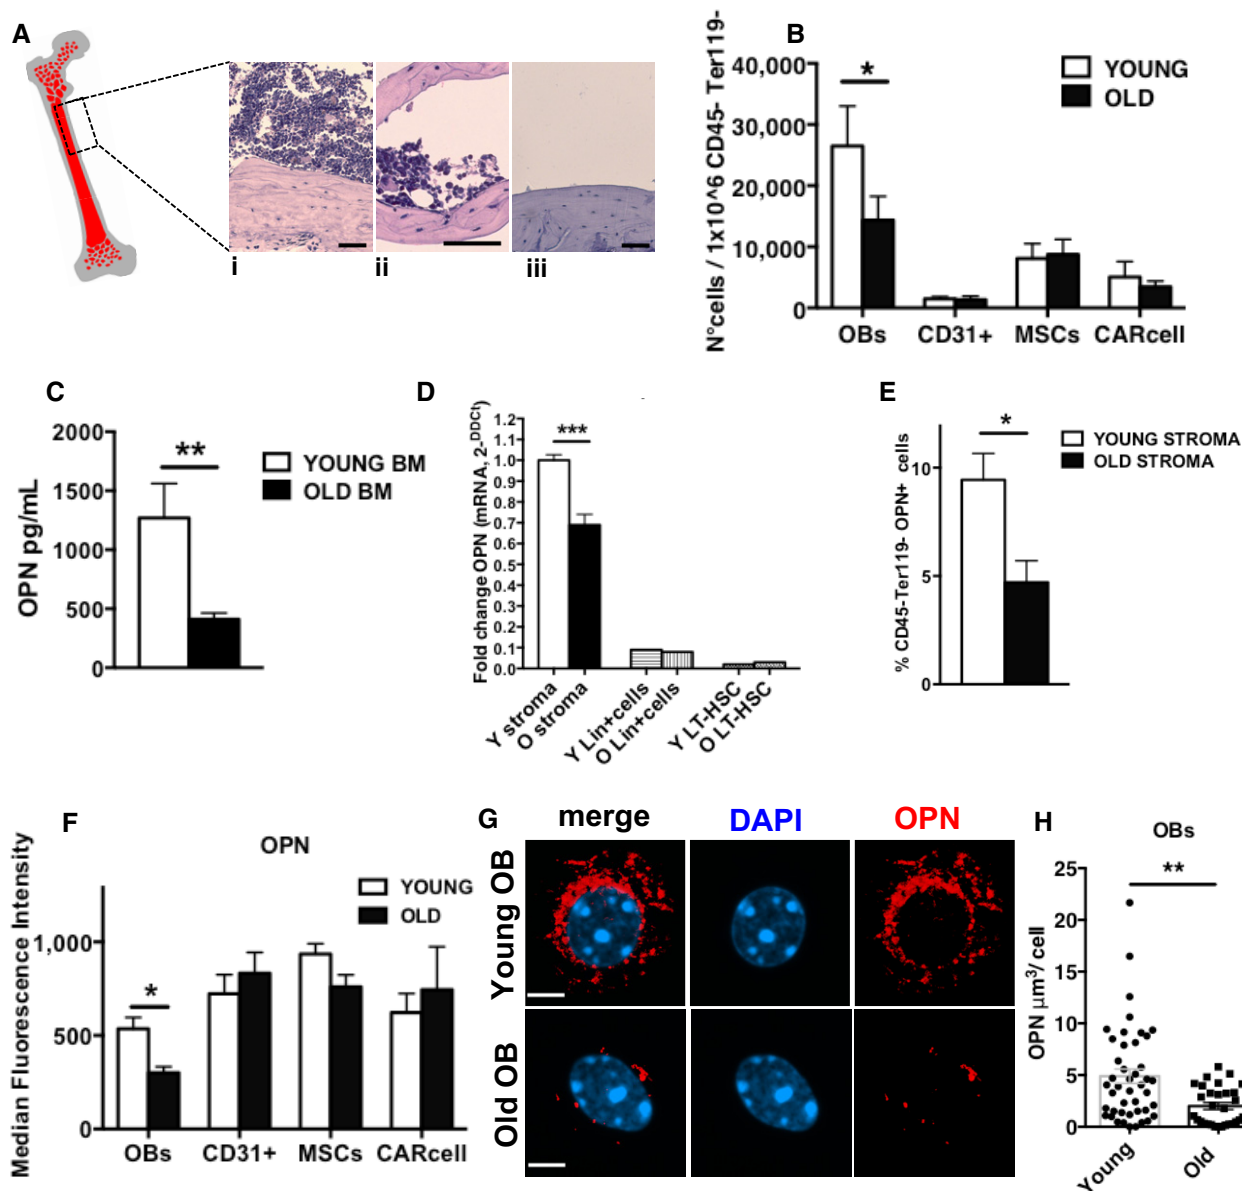 A
i
ii
iii
B
N°cells / 1x10^6 CD45- Ter119-
40,000
30,000
20,000
10,000
0
*
YOUNG
OLD
OBs CD31+ MSCs CARcell
C
OPN pg/mL
2000
1500
1000
500
0
**
YOUNG BM
OLD BM
D
Fold change OPN (mRNA, 2-DDCt)
1.2
1.1
1.0
0.9
0.8
0.7
0.6
0.5
0.4
0.3
0.2
0.1
0.0
***
Y stroma
O stroma
Y Lin+cells
O Lin+cells
Y LT-HSC
O LT-HSC
E
% CD45-Ter119- OPN+ cells
10
5
0
*
YOUNG STROMA
OLD STROMA
F
OPN
Median Fluorescence Intensity
1,000
500
0
*
YOUNG
OLD
OBs CD31+ MSCs CARcell
G
merge DAPI OPN
Young OB
Old OB
H
OBs
OPN μm³/ cell
25
20
15
10
5
0
**
Young
Old